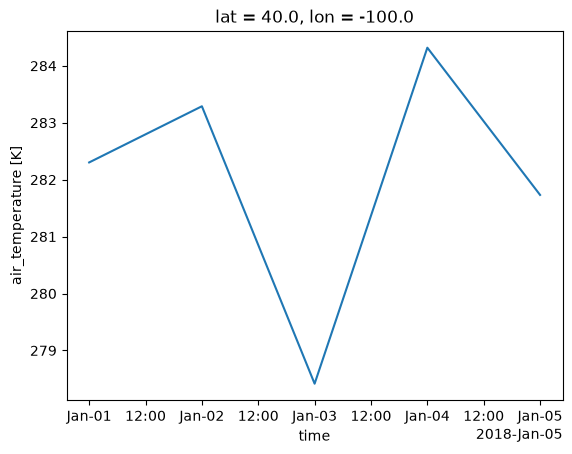 lat = 40.0, lon = -100.0
air_temperature [K]
284
283
282
281
280
279
Jan-01 12:00 Jan-02 12:00 Jan-03 12:00 Jan-04 12:00 Jan-05
2018-Jan-05
time